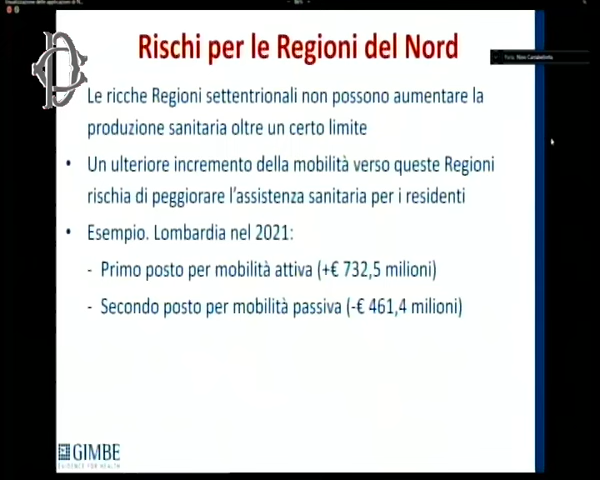 Rischi per le Regioni del Nord
Le ricche Regioni settentrionali non possono aumentare la
produzione sanitaria oltre un certo limite
• Un ulteriore incremento della mobilità verso queste Regioni
rischia di peggiorare l'assistenza sanitaria per i residenti
• Esempio. Lombardia nel 2021:
- Primo posto per mobilità attiva (+€ 732,5 milioni)
- Secondo posto per mobilità passiva (-€ 461,4 milioni)
GIMBE
EVIDENCE FOR HEALTH